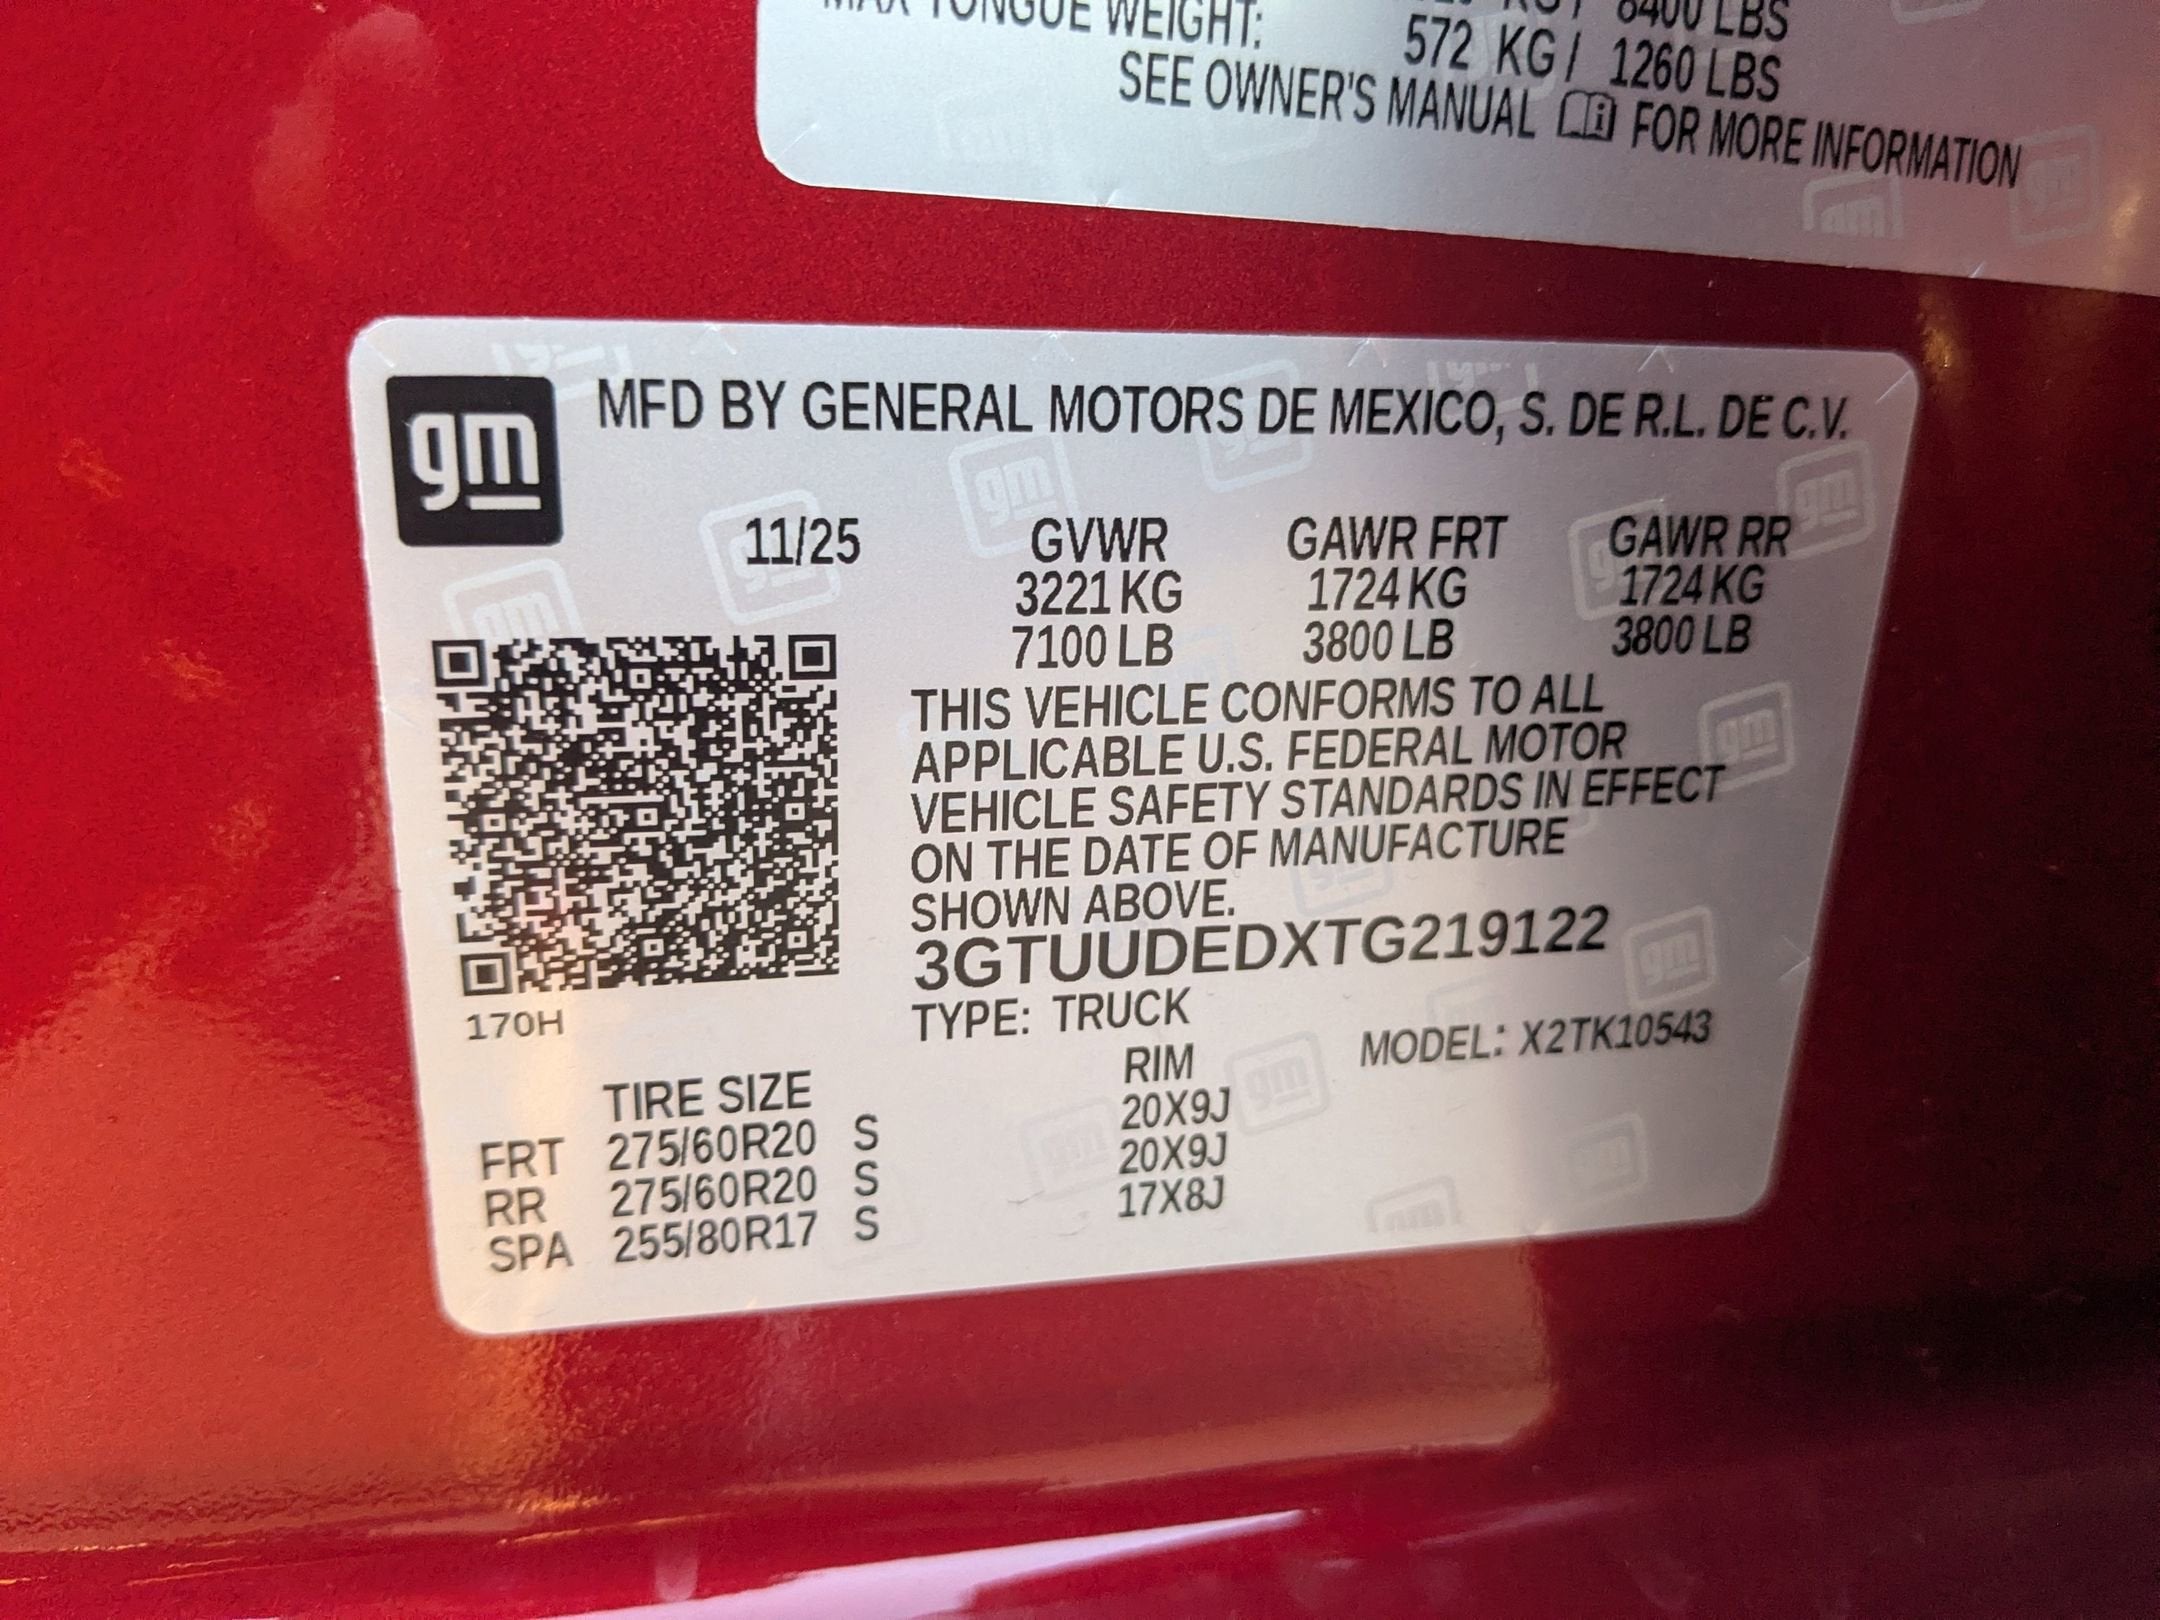 MAX TONGUE WEIGHT:
8400 LBS
572 KG / 1260 LBS
SEE OWNER'S MANUAL FOR MORE INFORMATION
gm
MFD BY GENERAL MOTORS DE MEXICO, S. DE R.L. DE C.V.
11/25 GVWR GAWR FRT GAWR RR
3221 KG 1724 KG 1724 KG
7100 LB 3800 LB 3800 LB
THIS VEHICLE CONFORMS TO ALL
APPLICABLE U.S. FEDERAL MOTOR
VEHICLE SAFETY STANDARDS IN EFFECT
ON THE DATE OF MANUFACTURE
SHOWN ABOVE.
3GTUUDEDXTG219122
170H
TYPE: TRUCK
MODEL: X2TK10543
TIRE SIZE RIM
FRT 275/60R20 S 20X9J
RR 275/60R20 S 20X9J
SPA 255/80R17 S 17X8J